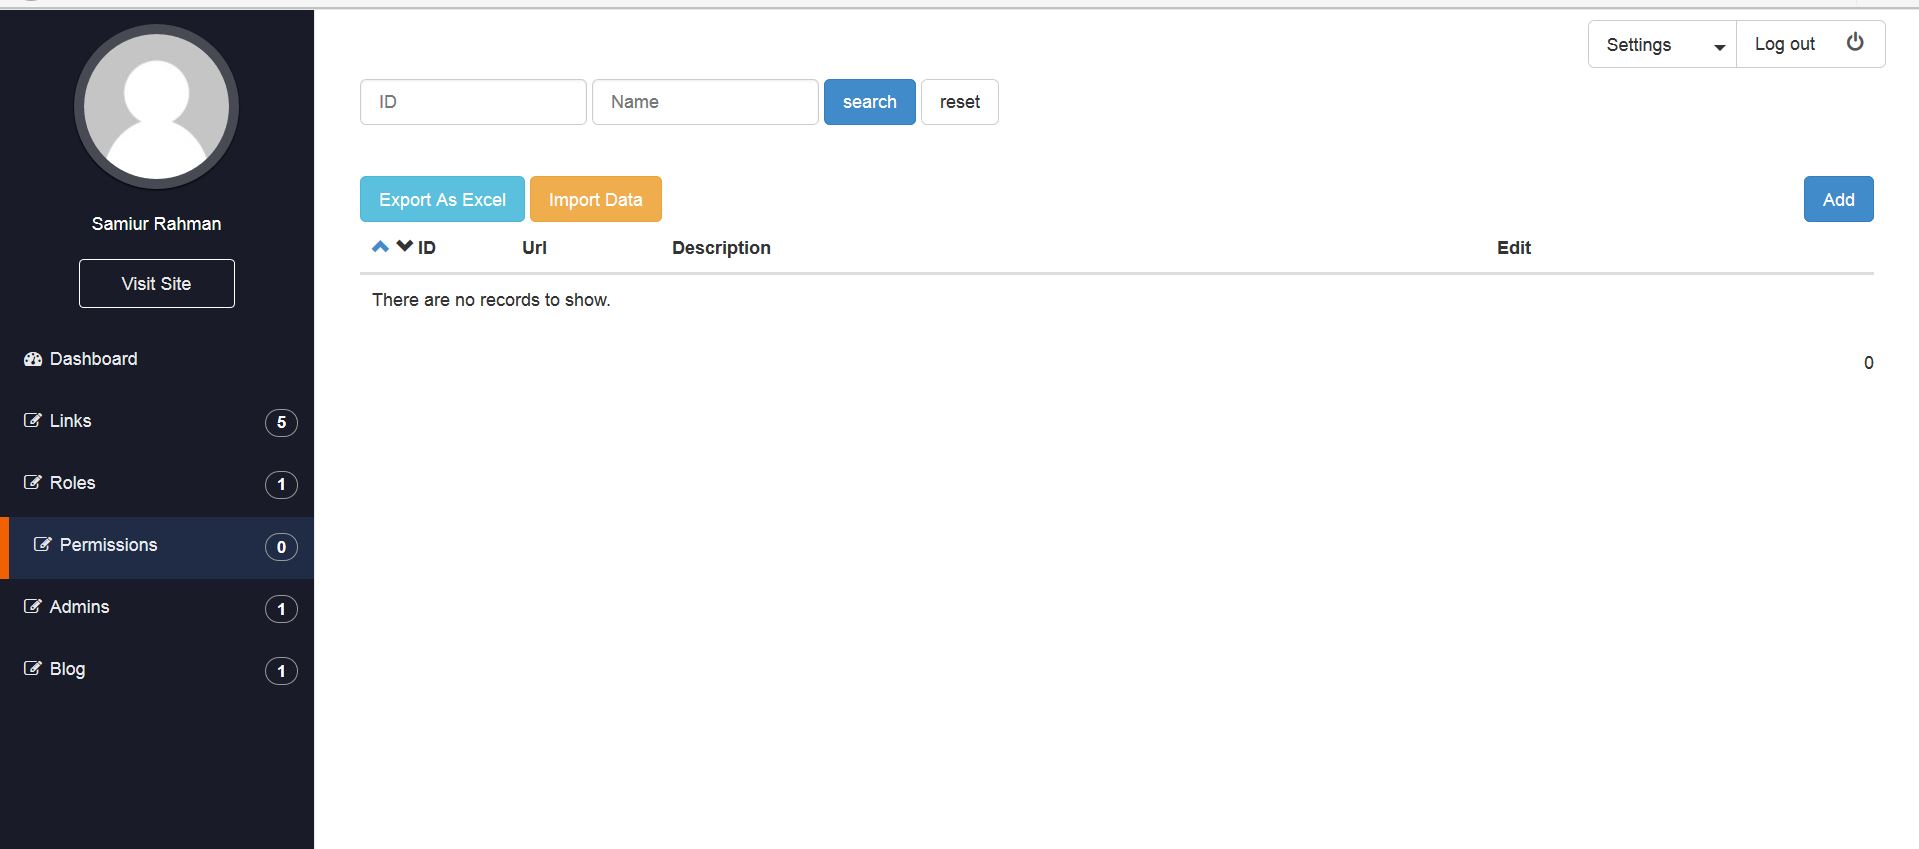 Settings
Log out
ID
Name
search
reset
Export As Excel
Import Data
Add
Samiur Rahman
Visit Site
ID Url Description Edit
There are no records to show.
0
Dashboard
Links 5
Roles 1
Permissions 0
Admins 1
Blog 1